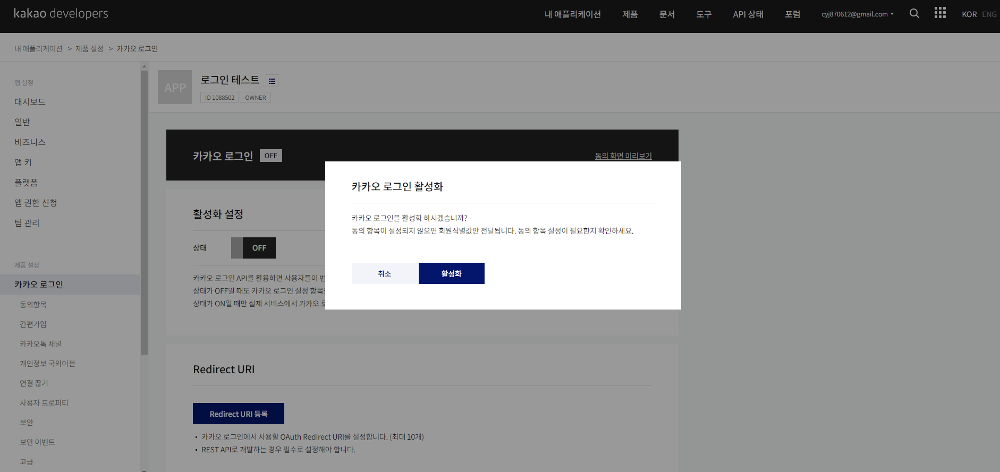 kakao developers
내 애플리케이션
제품
문서
도구
API 상태
포럼
cyj870612@gmail.com
KOR ENG
내 애플리케이션 > 제품 설정 > 카카오 로그인
앱 설정
대시보드
일반
비즈니스
앱 키
플랫폼
앱 권한 신청
팀 관리
제품 설정
카카오 로그인
동의항목
간편가입
카카오톡 채널
개인정보 국외이전
연결 끊기
사용자 프로퍼티
보안
보안 이벤트
고급
APP
로그인 테스트
ID 1088502
OWNER
카카오 로그인 OFF
동의 화면 미리보기
활성화 설정
상태
OFF
카카오 로그인 API를 활용하면 사용자들이 번
상태가 OFF일 때도 카카오 로그인 설정 항목을
상태가 ON일 때만 실제 서비스에서 카카오 로
카카오 로그인 활성화
카카오 로그인을 활성화 하시겠습니까?
동의 항목이 설정되지 않으면 회원식별값만 전달됩니다. 동의 항목 설정이 필요한지 확인하세요.
취소
활성화
Redirect URI
Redirect URI 등록
• 카카오 로그인에서 사용할 OAuth Redirect URI를 설정합니다. (최대 10개)
• REST API로 개발하는 경우 필수로 설정해야 합니다.